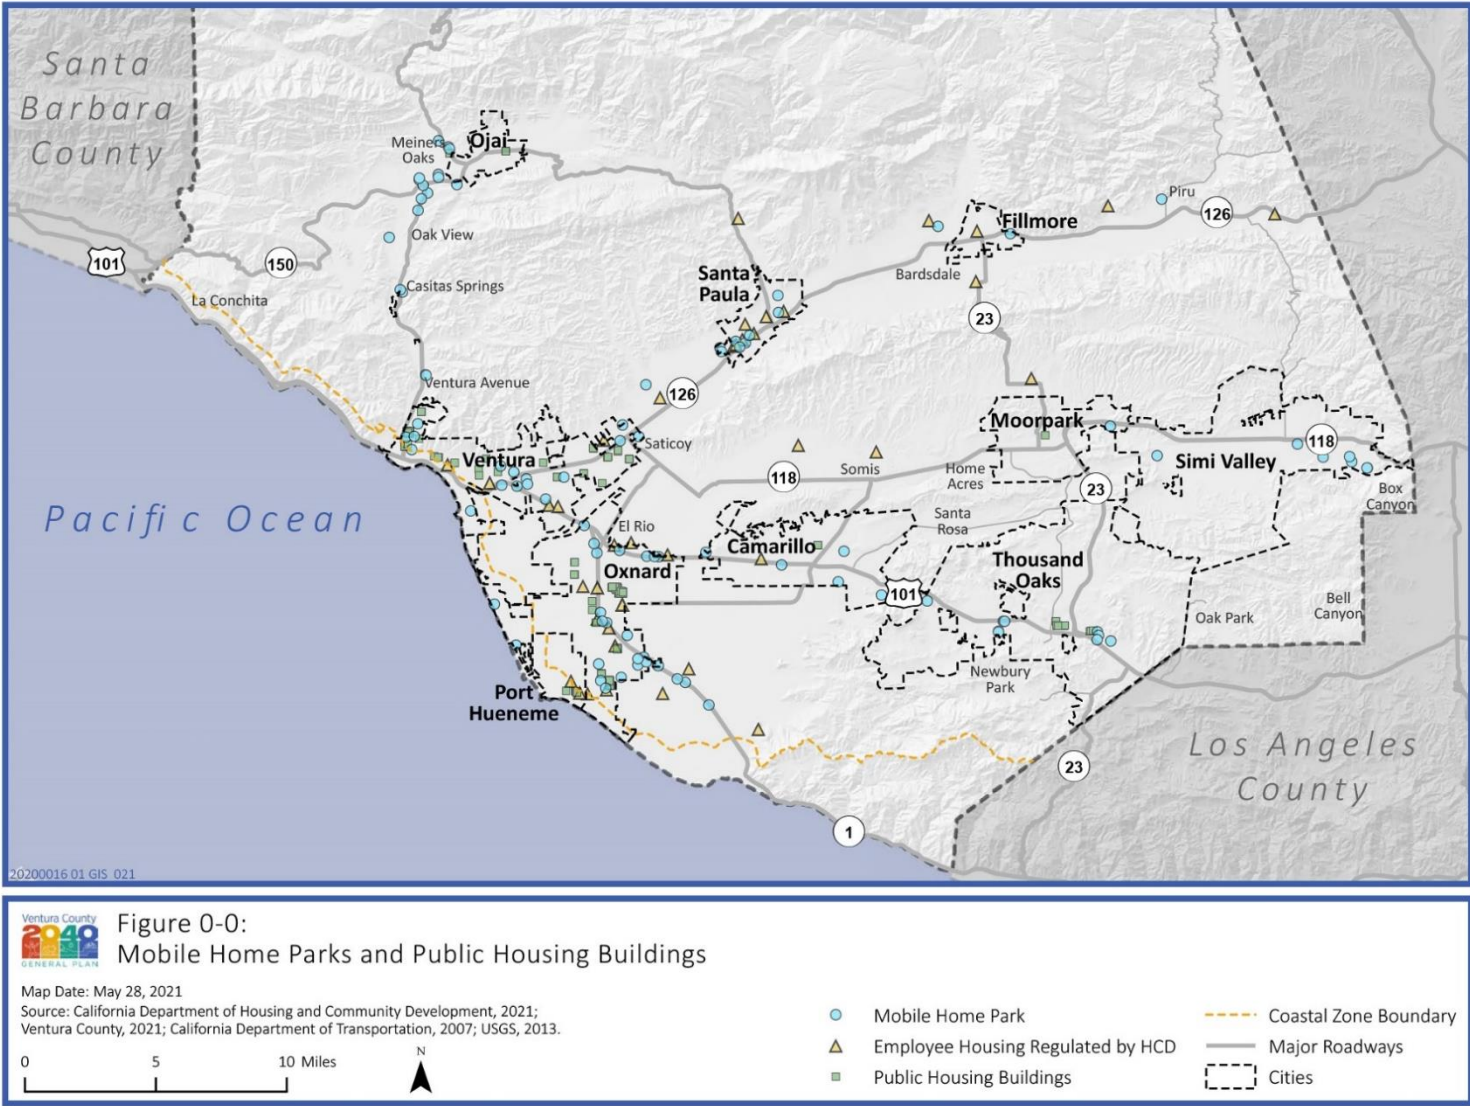 Santa
Barbara
County
Meiners
Oaks
Ojai
Piru
126
Fillmore
Oak View
101
150
Santa
Paula
Bardsdale
Casitas Springs
La Conchita
23
Ventura Avenue
126
Moorpark
118
Saticoy
Ventura
118
Somis
Home
Acres
Simi Valley
23
Box
Canyon
Pacific Ocean
El Rio
Santa
Rosa
Camarillo
Oxnard
Thousand
Oaks
101
Bell
Canyon
Oak Park
Newbury
Park
Port
Hueneme
Los Angeles
County
23
1
20200016 01 GIS 021
Ventura County
2040
GENERAL PLAN
Figure 0-0:
Mobile Home Parks and Public Housing Buildings
Map Date: May 28, 2021
Source: California Department of Housing and Community Development, 2021;
Ventura County, 2021; California Department of Transportation, 2007; USGS, 2013.
0 5 10 Miles
N
Mobile Home Park
Employee Housing Regulated by HCD
Public Housing Buildings
Coastal Zone Boundary
Major Roadways
Cities